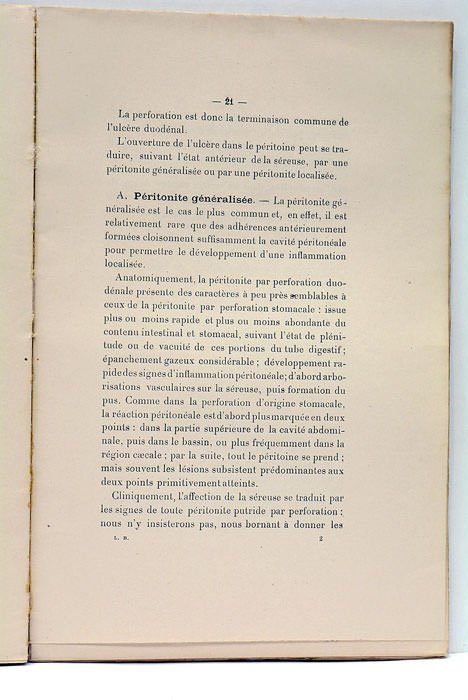 — 21 —
La perforation est donc la terminaison commune de
l'ulcère duodénal.
L'ouverture de l'ulcère dans le péritoine peut se tra-
duire, suivant l'état antérieur de la séreuse, par une
péritonite généralisée ou par une péritonite localisée.
A. Péritonite généralisée. — La péritonite gé-
néralisée est le cas le plus commun et, en effet, il est
relativement rare que des adhérences antérieurement
formées cloisonnent suffisamment la cavité péritonéale
pour permettre le développement d'une inflammation
localisée.
Anatomiquement, la péritonite par perforation duo-
dénale présente des caractères à peu près semblables à
ceux de la péritonite par perforation stomacale : issue
plus ou moins rapide et plus ou moins abondante du
contenu intestinal et stomacal, suivant l'état de pléni-
tude ou de vacuité de ces portions du tube digestif ;
épanchement gazeux considérable ; développement ra-
pide des signes d'inflammation péritonéale; d'abord arbo-
risations vasculaires sur la séreuse, puis formation du
pus. Comme dans la perforation d'origine stomacale,
la réaction péritonéale est d'abord plus marquée en deux
points : dans la partie supérieure de la cavité abdomi-
nale, puis dans le bassin, ou plus fréquemment dans la
région cæcale ; par la suite, tout le péritoine se prend ;
mais souvent les lésions subsistent prédominantes aux
deux points primitivement atteints.
Cliniquement, l'affection de la séreuse se traduit par
les signes de toute péritonite putride par perforation ;
nous n'y insisterons pas, nous bornant à donner les
L. B. 2